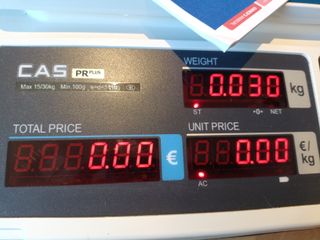 WEIGHT
CAS PR PLUS
0.030 kg
Max 15/30kg Min.100g
ST →0← NET
TOTAL PRICE
UNIT PRICE
0.00 €
0.00 €/kg
AC